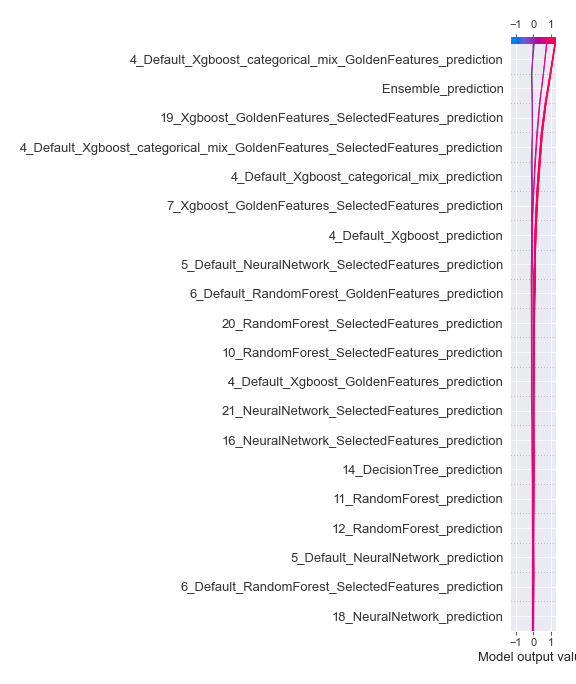 −1 0 1
4_Default_Xgboost_categorical_mix_GoldenFeatures_prediction
Ensemble_prediction
19_Xgboost_GoldenFeatures_SelectedFeatures_prediction
4_Default_Xgboost_categorical_mix_GoldenFeatures_SelectedFeatures_prediction
4_Default_Xgboost_categorical_mix_prediction
7_Xgboost_GoldenFeatures_SelectedFeatures_prediction
4_Default_Xgboost_prediction
5_Default_NeuralNetwork_SelectedFeatures_prediction
6_Default_RandomForest_GoldenFeatures_prediction
20_RandomForest_SelectedFeatures_prediction
10_RandomForest_SelectedFeatures_prediction
4_Default_Xgboost_GoldenFeatures_prediction
21_NeuralNetwork_SelectedFeatures_prediction
16_NeuralNetwork_SelectedFeatures_prediction
14_DecisionTree_prediction
11_RandomForest_prediction
12_RandomForest_prediction
5_Default_NeuralNetwork_prediction
6_Default_RandomForest_SelectedFeatures_prediction
18_NeuralNetwork_prediction
−1 0 1
Model output valu